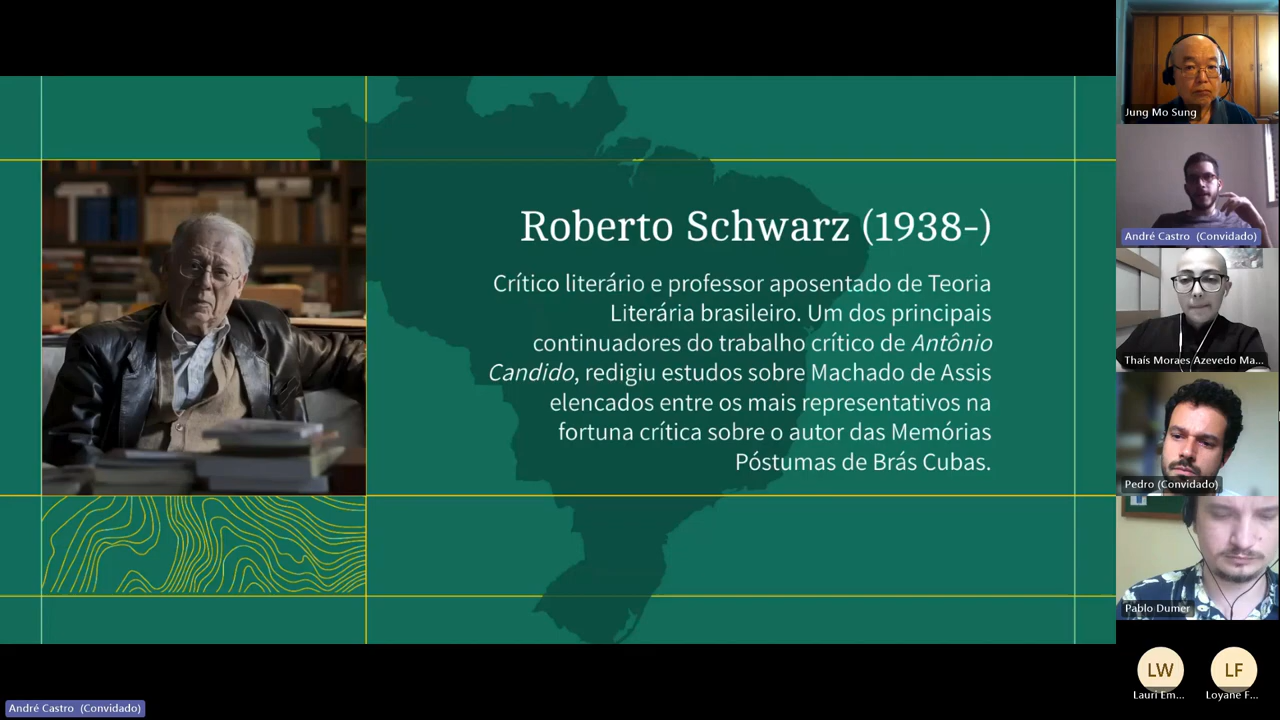 Roberto Schwarz (1938-)
Crítico literário e professor aposentado de Teoria
Literária brasileiro. Um dos principais
continuadores do trabalho crítico de Antônio
Candido, redigiu estudos sobre Machado de Assis
elencados entre os mais representativos na
fortuna crítica sobre o autor das Memórias
Póstumas de Brás Cubas.
André Castro (Convidado)
Jung Mo Sung
André Castro (Convidado)
Thaís Moraes Azevedo Ma...
Pedro (Convidado)
Pablo Dumer
LW
Lauri Em...
LF
Loyane F...